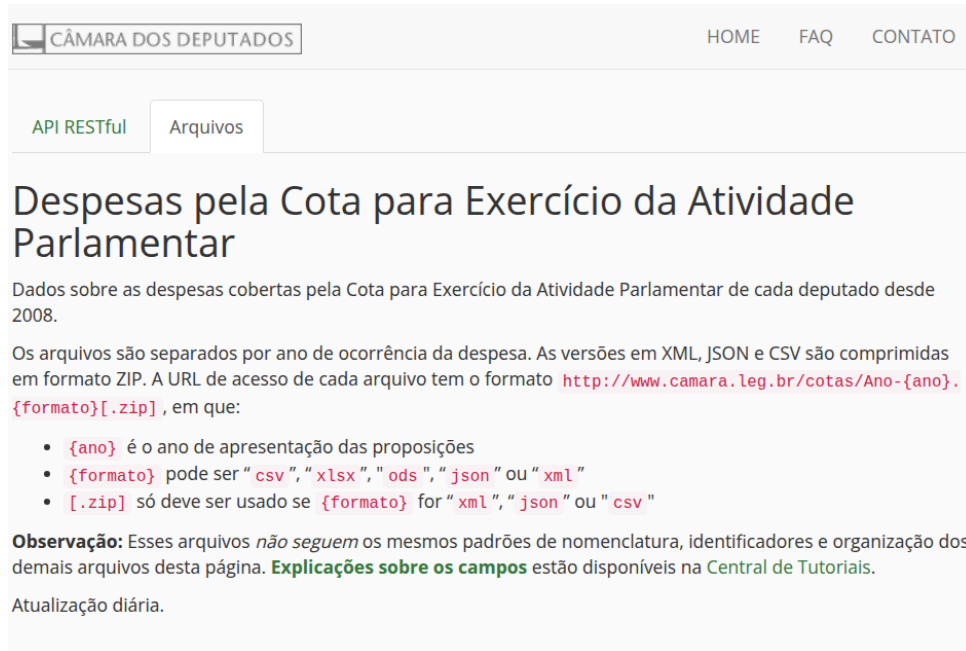 CÂMARA DOS DEPUTADOS
HOME FAQ CONTATO
API RESTful Arquivos
Despesas pela Cota para Exercício da Atividade
Parlamentar
Dados sobre as despesas cobertas pela Cota para Exercício da Atividade Parlamentar de cada deputado desde
2008.
Os arquivos são separados por ano de ocorrência da despesa. As versões em XML, JSON e CSV são comprimidas
em formato ZIP. A URL de acesso de cada arquivo tem o formato http://www.camara.leg.br/cotas/Ano-{ano}.
{formato}[.zip] , em que:
• {ano} é o ano de apresentação das proposições
• {formato} pode ser “ csv ”, “ xlsx ”, " ods ", “ json ” ou “ xml ”
• [.zip] só deve ser usado se {formato} for “ xml ”, “ json ” ou " csv "
Observação: Esses arquivos não seguem os mesmos padrões de nomenclatura, identificadores e organização dos
demais arquivos desta página. Explicações sobre os campos estão disponíveis na Central de Tutoriais.
Atualização diária.